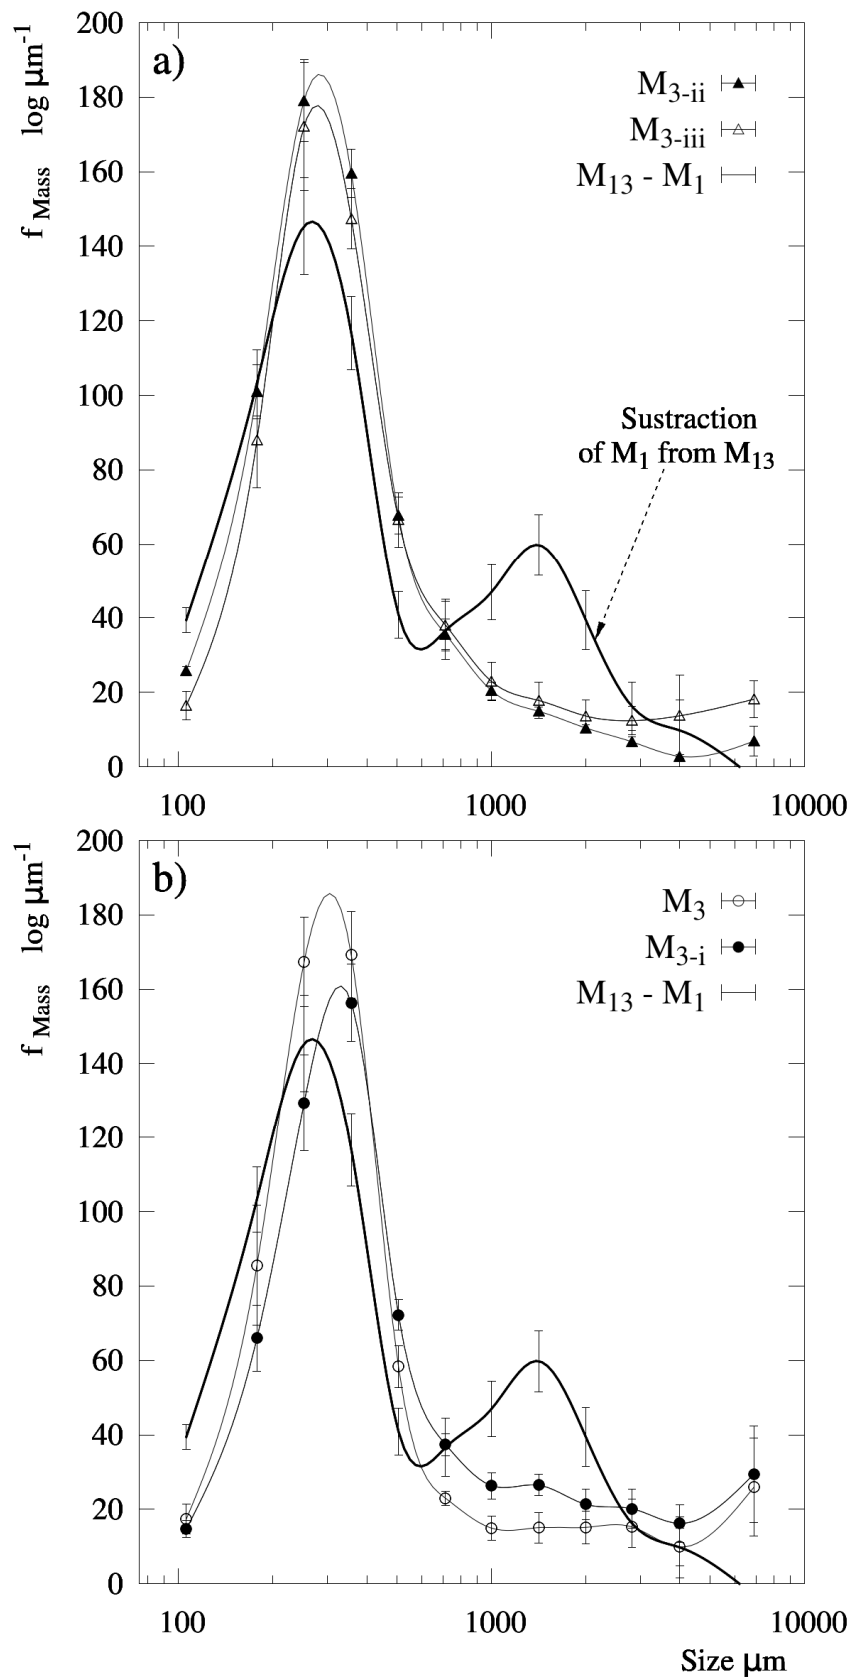 a)
f Mass log μm-1
200
180
160
140
120
100
80
60
40
20
0
M3-ii
M3-iii
M13 - M1
Sustraction
of M1 from M13
100 1000 10000
b)
f Mass log μm-1
200
180
160
140
120
100
80
60
40
20
0
M3
M3-i
M13 - M1
100 1000 10000
Size μm